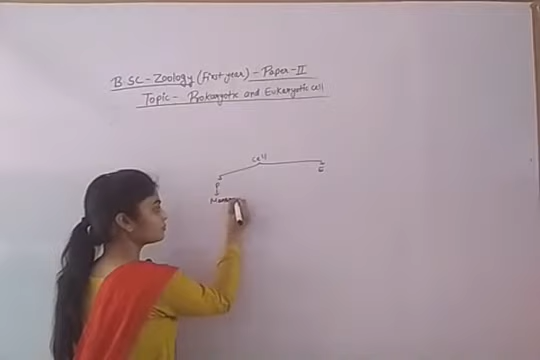 B.SC-Zoology (first year) - Paper-II
Topic- Prokaryotic and Eukaryotic cell
Cell
P E